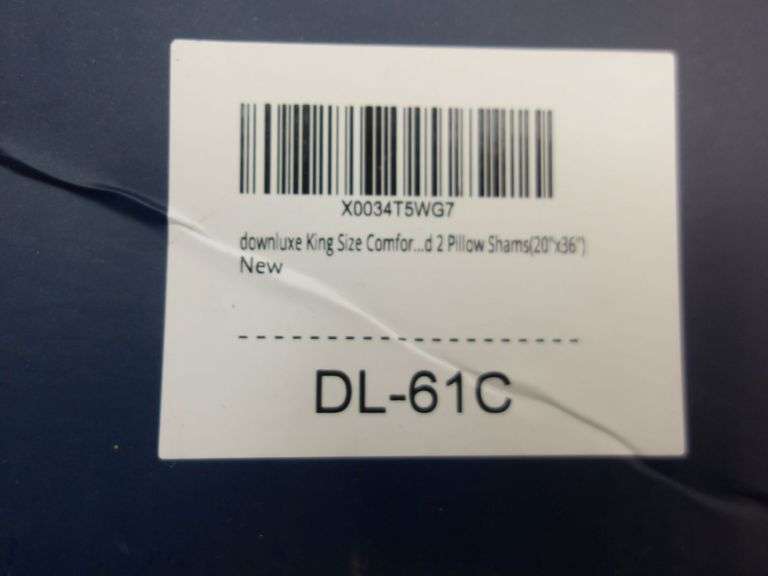 X0034T5WG7
downluxe King Size Comfor...d 2 Pillow Shams(20"x36")
New
DL-61C